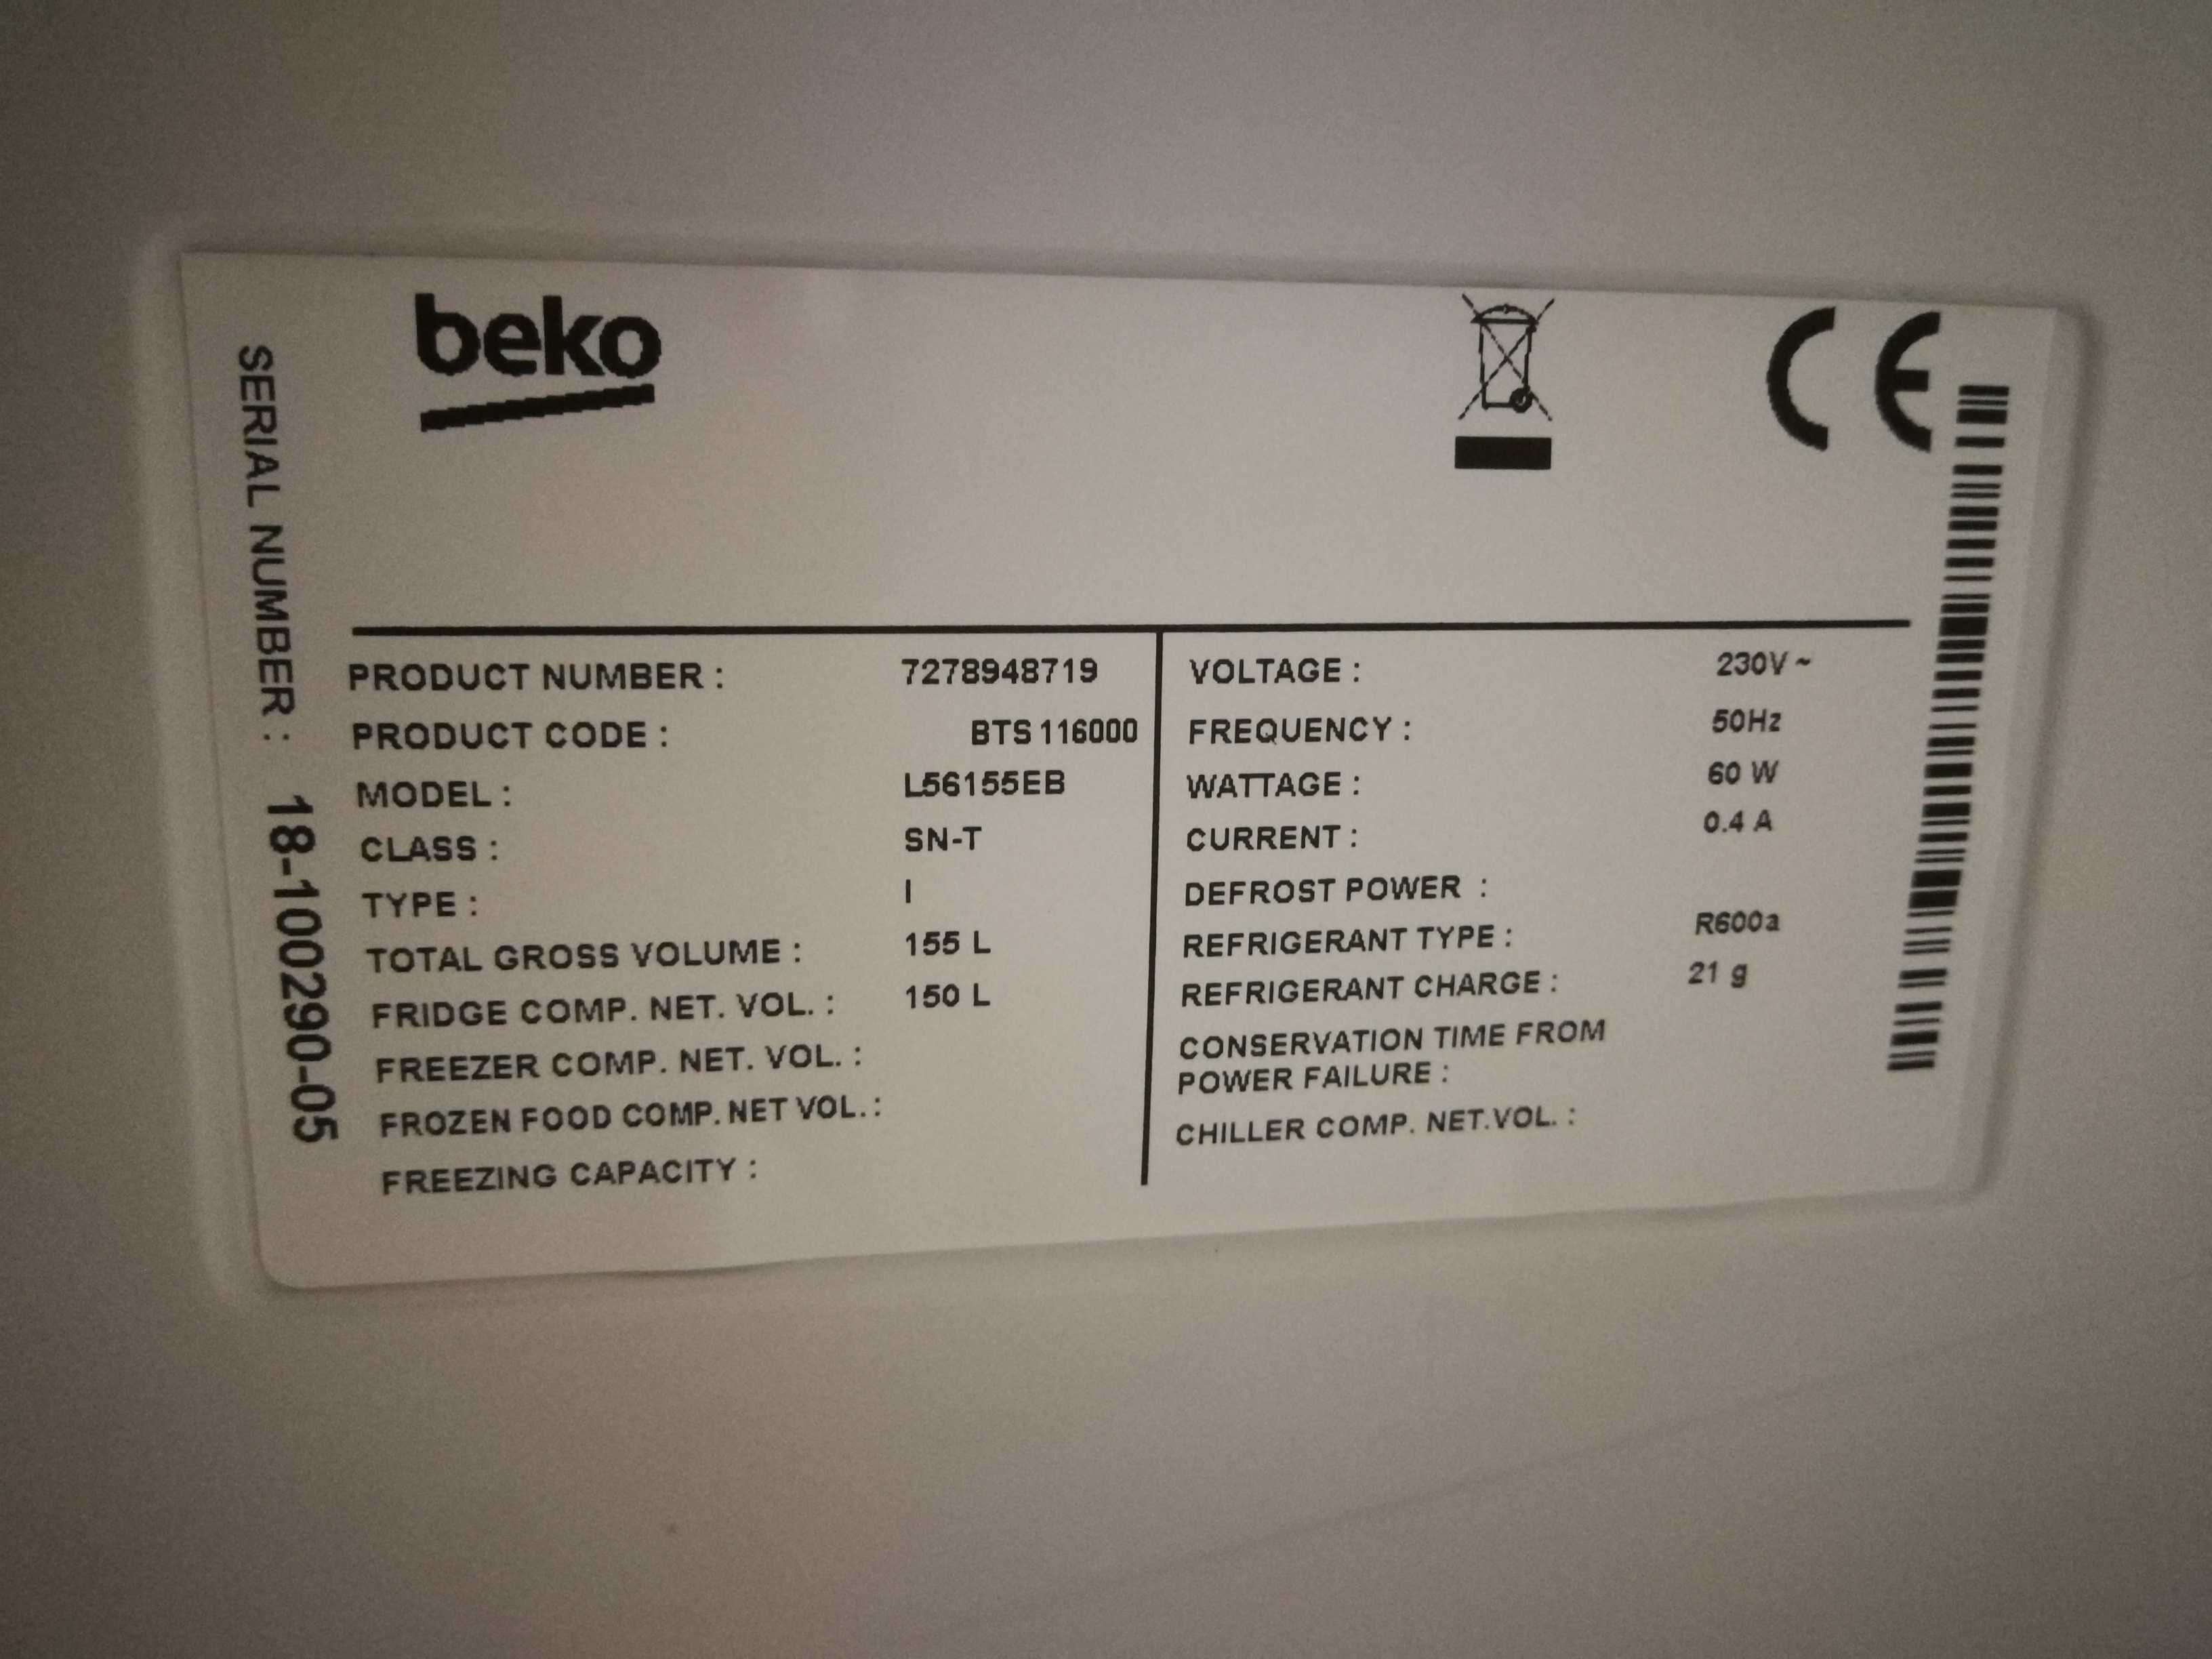 beko
CE
SERIAL NUMBER : 18-100290-05
PRODUCT NUMBER : 7278948719
PRODUCT CODE : BTS 116000
MODEL : L56155EB
CLASS : SN-T
TYPE : I
TOTAL GROSS VOLUME : 155 L
FRIDGE COMP. NET. VOL. : 150 L
FREEZER COMP. NET. VOL. :
FROZEN FOOD COMP. NET VOL. :
FREEZING CAPACITY :
VOLTAGE : 230V ~
FREQUENCY : 50Hz
WATTAGE : 60 W
CURRENT : 0.4 A
DEFROST POWER :
REFRIGERANT TYPE : R600a
REFRIGERANT CHARGE : 21 g
CONSERVATION TIME FROM
POWER FAILURE :
CHILLER COMP. NET.VOL. :